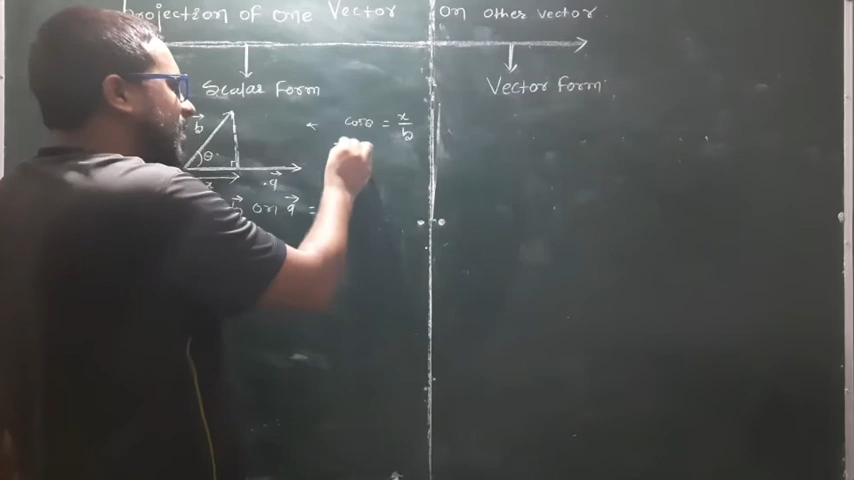 Projection of one Vector on other vector
Scalar Form
Vector Form
b
θ
cosθ = x/b
x
a
b on a =